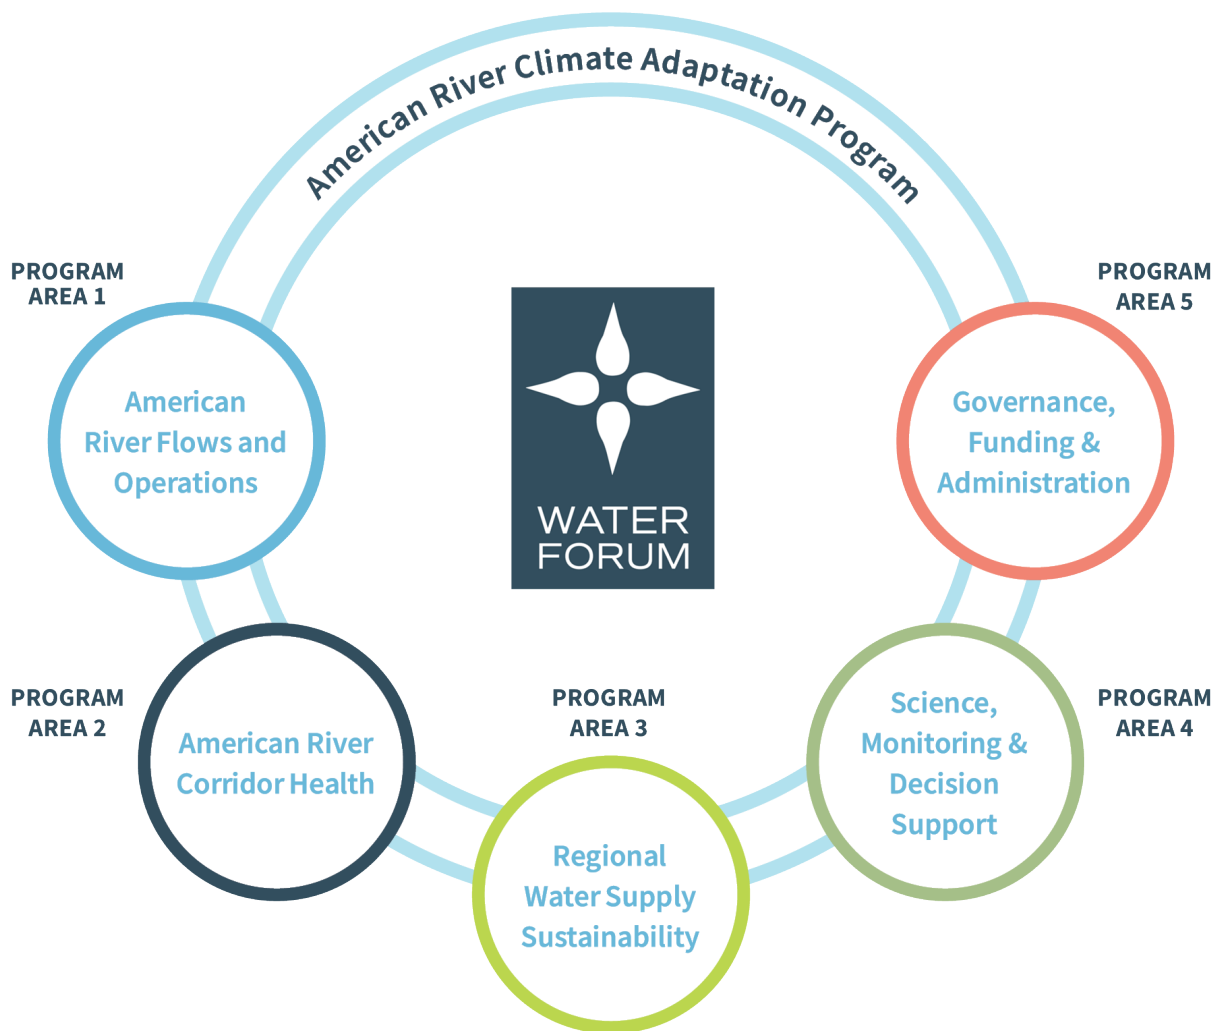 American River Climate Adaptation Program
PROGRAM
AREA 1
American
River Flows and
Operations
PROGRAM
AREA 2
American River
Corridor Health
PROGRAM
AREA 3
Regional
Water Supply
Sustainability
PROGRAM
AREA 4
Science,
Monitoring &
Decision
Support
PROGRAM
AREA 5
Governance,
Funding &
Administration
WATER
FORUM